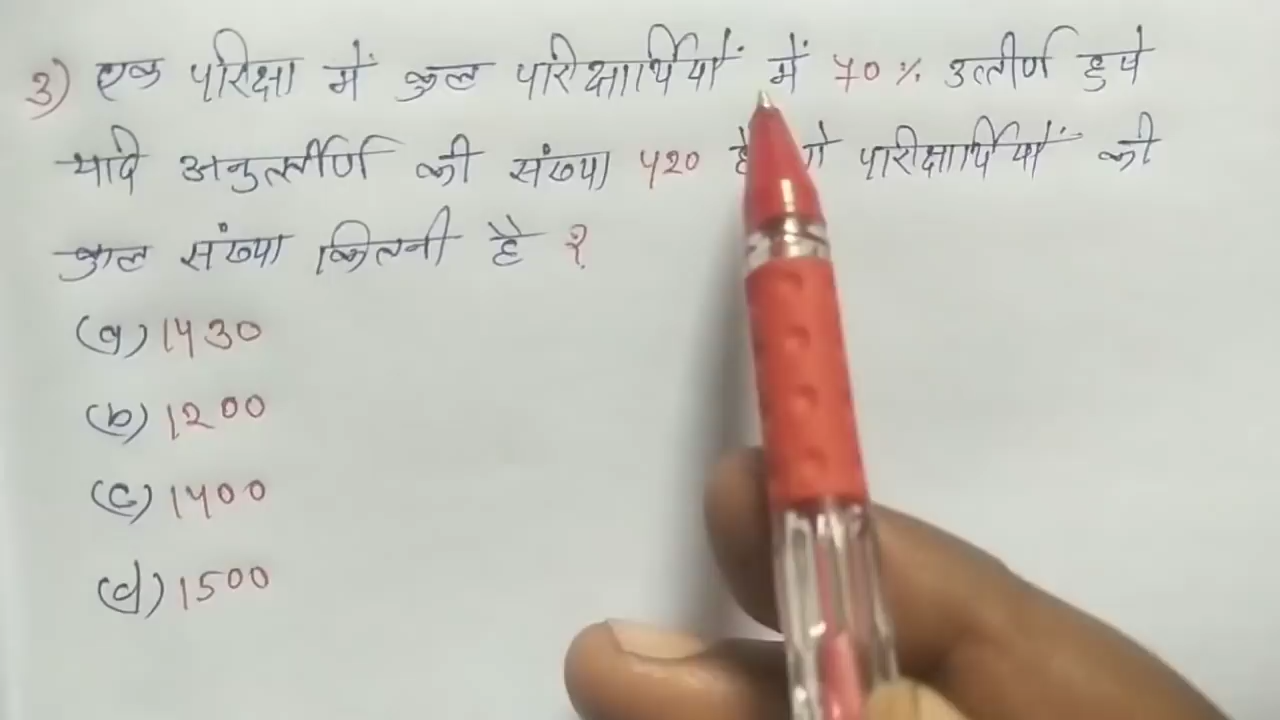 3) एक परिक्षा में कुल परिक्षार्थियों में 70% उत्तीर्ण हुये
यदि अनुत्तीर्ण की संख्या 420 है परिक्षार्थियों की
कुल संख्या कितनी है ?
(a) 1430
(b) 1200
(c) 1400
(d) 1500